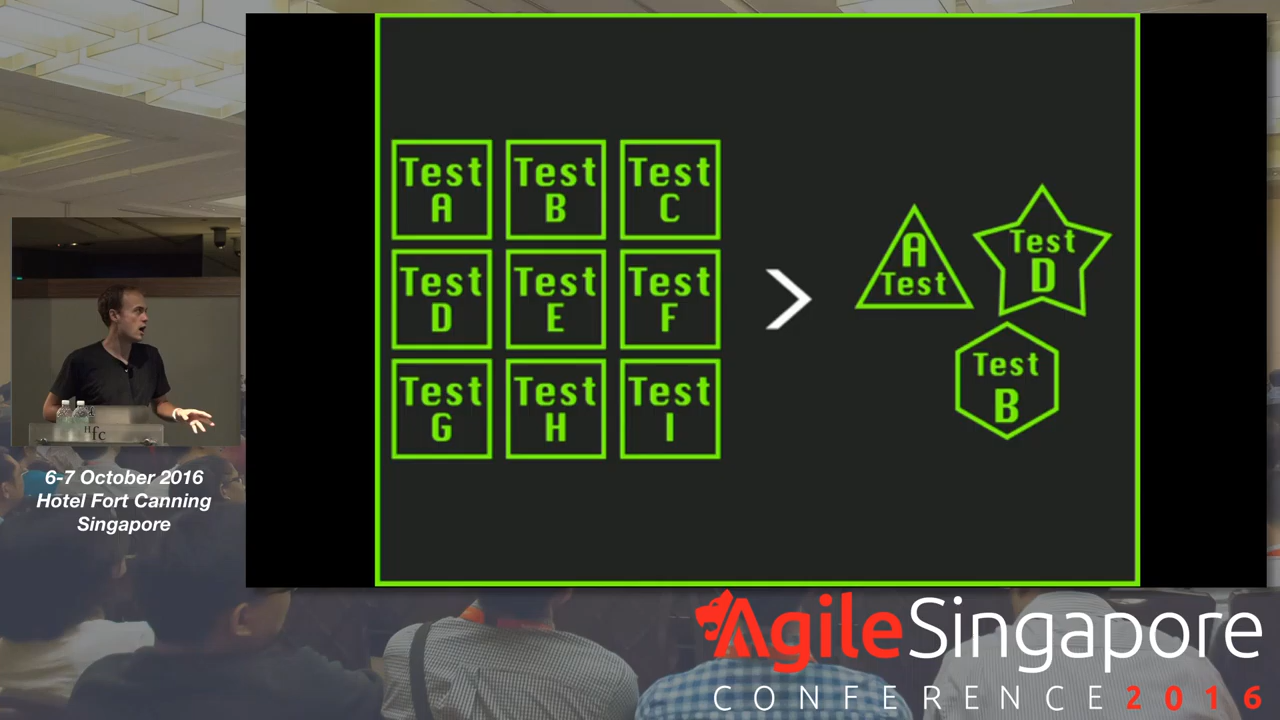 Test
A
Test
B
Test
C
Test
D
Test
E
Test
F
Test
G
Test
H
Test
I
A
Test
Test
D
Test
B
hfc
6-7 October 2016
Hotel Fort Canning
Singapore
AgileSingapore
CONFERENCE 2016